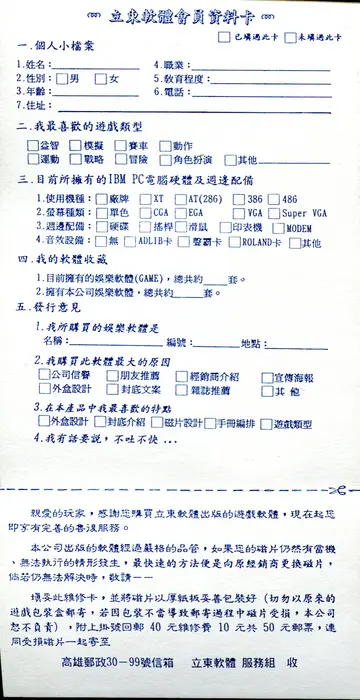 立東軟體會員資料卡
□已填過此卡 □未填過此卡
一.個人小檔案
1.姓名: 4.職業:
2.性別:□男 □女 5.教育程度:
3.年齡: 6.電話:
7.住址:
二.我最喜歡的遊戲類型
□益智 □模擬 □賽車 □動作
□運動 □戰略 □冒險 □角色扮演 □其他
三.目前所擁有的IBM PC電腦硬體及週邊配備
1.使用機種:□廠牌 □XT □AT(286) □386 □486
2.螢幕種類:□單色 □CGA □EGA □VGA □Super VGA
3.週邊配備:□硬碟 □搖桿□滑鼠 □印表機 □MODEM
4.音效設備:□無 □ADLIB卡 □聲霸卡 □ROLAND卡 □其他
四.我的軟體收藏
1.目前擁有的娛樂軟體(GAME),總共約 套。
2.擁有本公司娛樂軟體,總共約 套。
五.發行意見
1.我所購買的娛樂軟體是
名稱: 編號: 地點:
2.我購買此軟體最大的原因
□公司信譽 □朋友推薦 □經銷商介紹 □宣傳海報
□外盒設計 □封底文案 □雜誌推薦 □其 他
3.在本產品中我最喜歡的特點
□外盒設計 □封底介紹 □磁片設計□手冊編排 □遊戲類型
4.我有話要說,不吐不快...
親愛的玩家,感謝您購買立東軟體出版的遊戲軟體,現在起您
即享有完善的售後服務。
本公司出版的軟體經過嚴格的品管,如果您的磁片仍然有當機
、無法執行的情形發生,最快速的方法便是向原經銷商更換磁片,
倘若仍無法解決時,敬請——
填妥此維修卡,並將磁片以厚紙板妥善包裝好(切勿以原來的
遊戲包裝盒郵寄,若因包裝不當導致郵寄過程中磁片受損,本公司
恕不負責),附上掛號回郵 40 元維修費 10 元共 50 元郵票,連
同受損磁片一起寄至
高雄郵政30-99號信箱 立東軟體 服務組 收